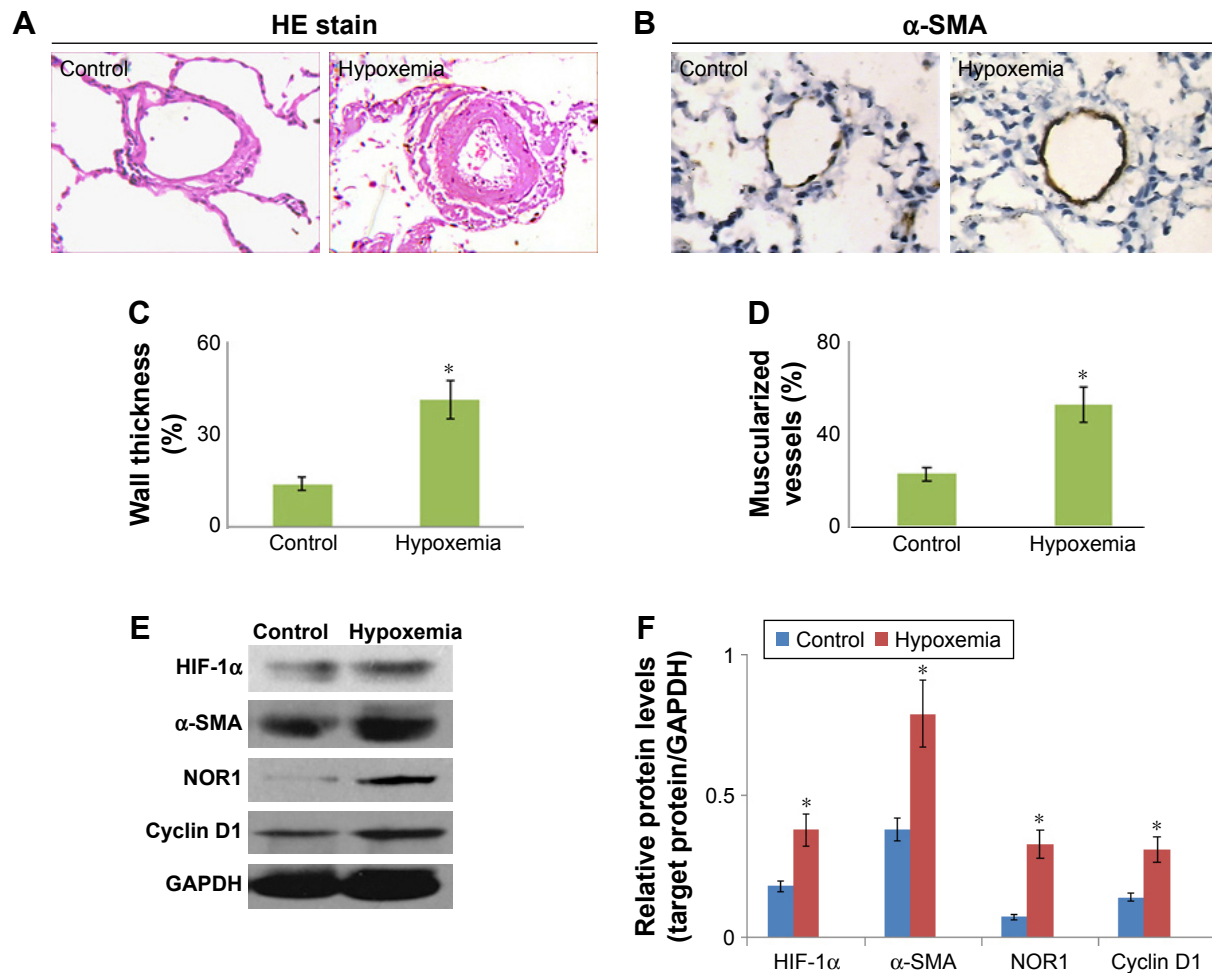 A
HE stain
Control
Hypoxemia
B
α-SMA
Control
Hypoxemia
C
Wall thickness
(%)
60
30
0
*
Control
Hypoxemia
D
Muscularized
vessels (%)
80
40
0
*
Control
Hypoxemia
E
Control
Hypoxemia
HIF-1α
α-SMA
NOR1
Cyclin D1
GAPDH
F
Control
Hypoxemia
Relative protein levels
(target protein/GAPDH)
1
0.5
0
*
*
*
*
HIF-1α
α-SMA
NOR1
Cyclin D1